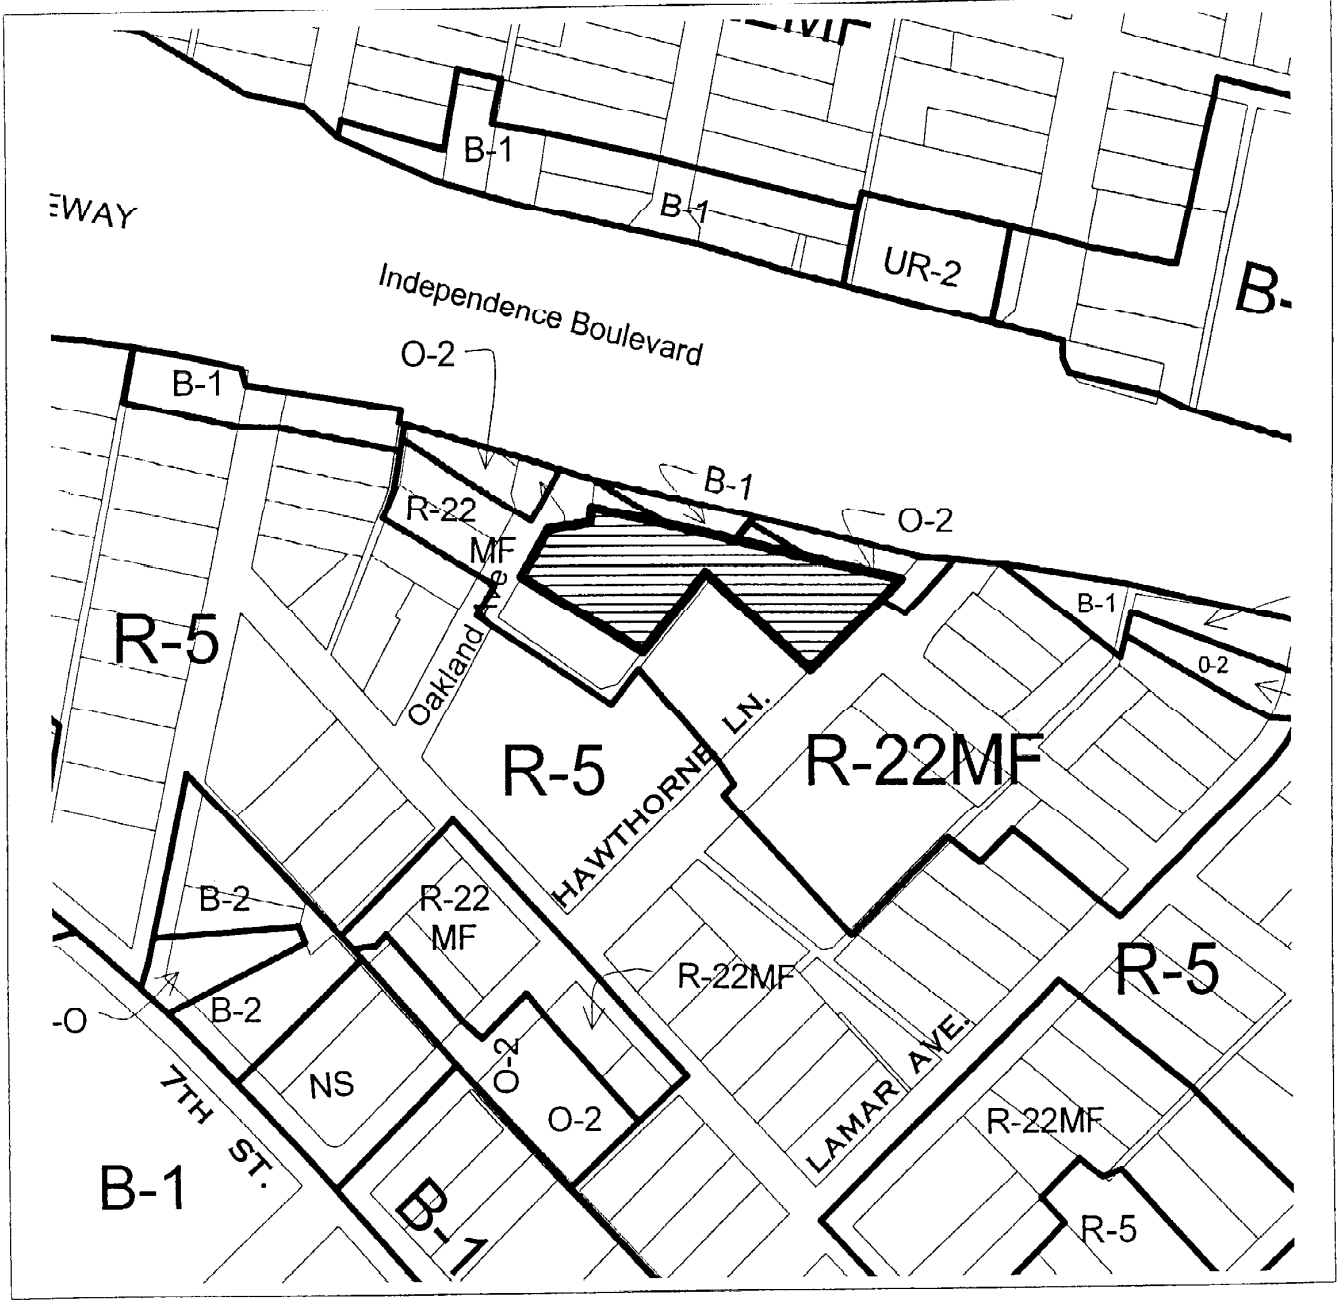 B-1
B-1
EWAY
UR-2
B-
Independence Boulevard
O-2
B-1
B-1
O-2
R-22
MF
Oakland Ave
B-1
R-5
O-2
HAWTHORNE LN.
R-22MF
R-5
B-2
R-22
MF
R-22MF
R-5
-O
B-2
O-2
LAMAR AVE.
7TH ST.
NS
O-2
R-22MF
B-1
B-1
R-5